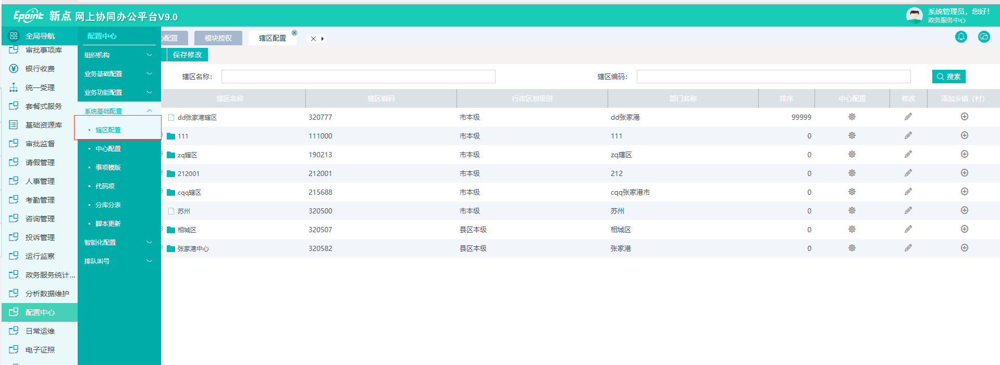 Epoint 新点 网上协同办公平台V9.0
系统管理员，您好！
政务服务中心
全局导航
审批事项库
银行收费
统一受理
套餐式服务
基础资源库
审批监督
请假管理
人事管理
考勤管理
咨询管理
投诉管理
运行监察
政务服务统计...
分析数据维护
配置中心
日常运维
电子证照
配置中心
组织机构
业务基础配置
业务功能配置
系统基础配置
辖区配置
中心配置
事项模版
代码项
分库分表
脚本更新
智能化配置
排队叫号
心配置 模块授权 辖区配置
保存修改
辖区名称： 辖区编码： 搜索
辖区名称 辖区编码 行政区划级别 部门名称 排序 中心配置 修改 添加乡镇（村）
dd张家港辖区 320777 市本级 dd张家港 99999
111 111000 市本级 111 0
zq辖区 190213 市本级 zq辖区 0
212001 212001 市本级 212 0
cqq辖区 215688 市本级 cqq张家港市 0
苏州 320500 市本级 苏州 0
相城区 320507 县区本级 相城区 0
张家港中心 320582 县区本级 张家港 0